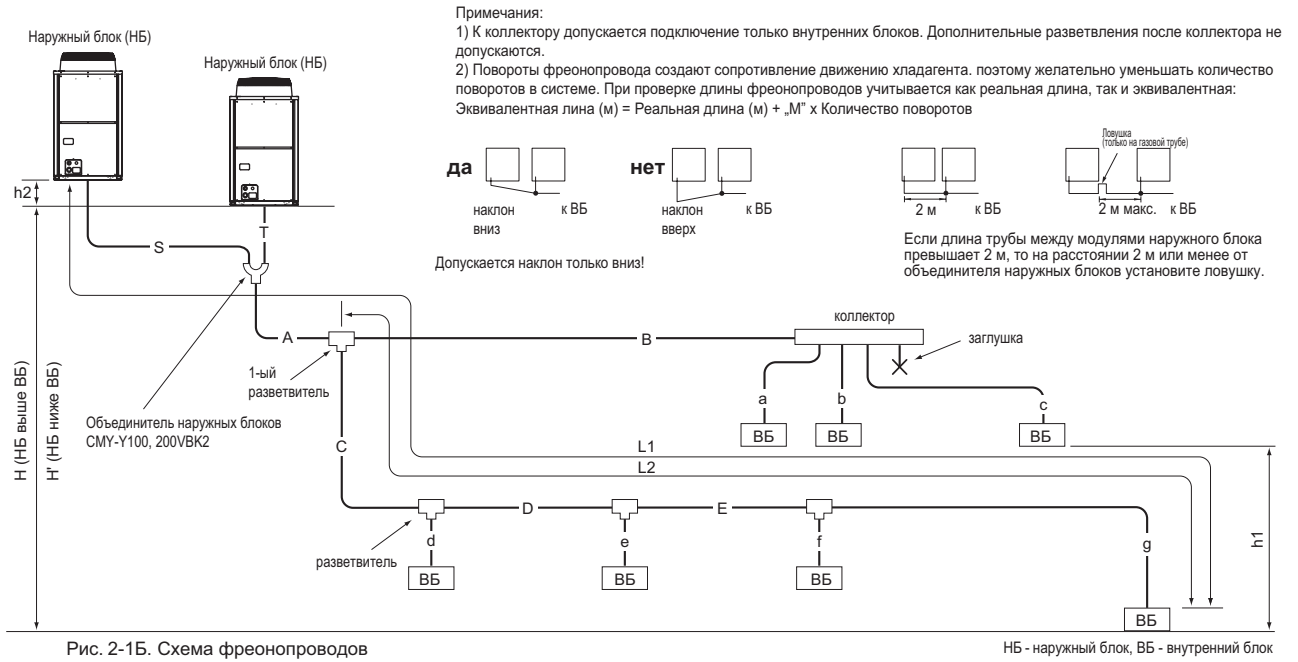 Примечания:
1) К коллектору допускается подключение только внутренних блоков. Дополнительные разветвления после коллектора не
допускаются.
2) Повороты фреонопровода создают сопротивление движению хладагента. поэтому желательно уменьшать количество
поворотов в системе. При проверке длины фреонопроводов учитывается как реальная длина, так и эквивалентная:
Эквивалентная лина (м) = Реальная длина (м) + „М” x Количество поворотов
Наружный блок (НБ)
Наружный блок (НБ)
да
наклон
вниз
к ВБ
нет
наклон
вверх
к ВБ
2 м
к ВБ
Ловушка
(только на газовой трубе)
2 м макс.
к ВБ
Допускается наклон только вниз!
Если длина трубы между модулями наружного блока
превышает 2 м, то на расстоянии 2 м или менее от
объединителя наружных блоков установите ловушку.
h2
S
T
A
B
коллектор
заглушка
1-ый
разветвитель
Объединитель наружных блоков
CMY-Y100, 200VBK2
H (НБ выше ВБ)
H' (НБ ниже ВБ)
a
b
c
ВБ
ВБ
ВБ
C
L1
L2
D
E
d
e
f
g
разветвитель
ВБ
ВБ
ВБ
ВБ
h1
Рис. 2-1Б. Схема фреонопроводов
НБ - наружный блок, ВБ - внутренний блок